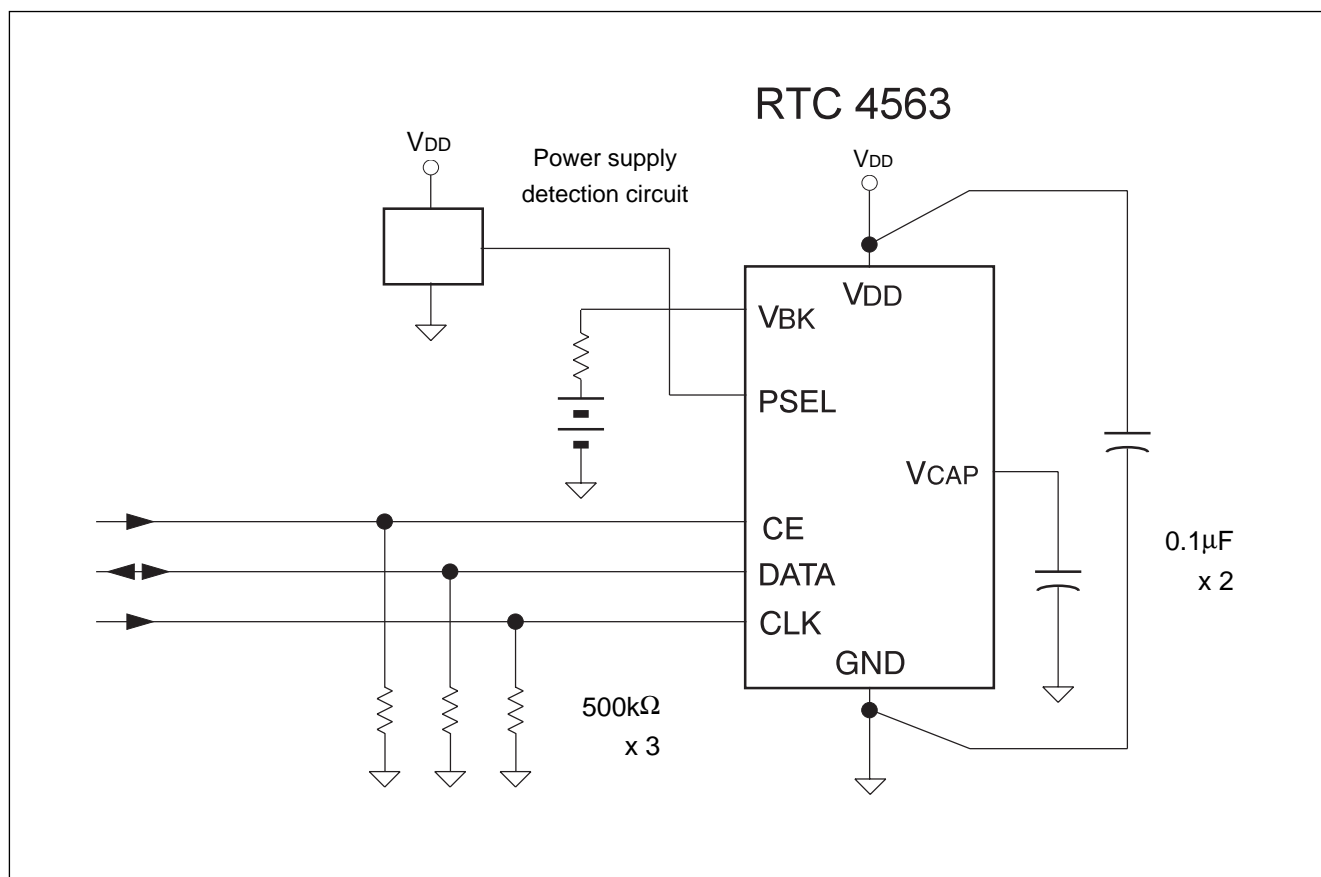 RTC 4563
VDD
Power supply
detection circuit
VDD
VDD
VBK
PSEL
VCAP
CE
DATA
CLK
GND
0.1μF
x 2
500kΩ
x 3